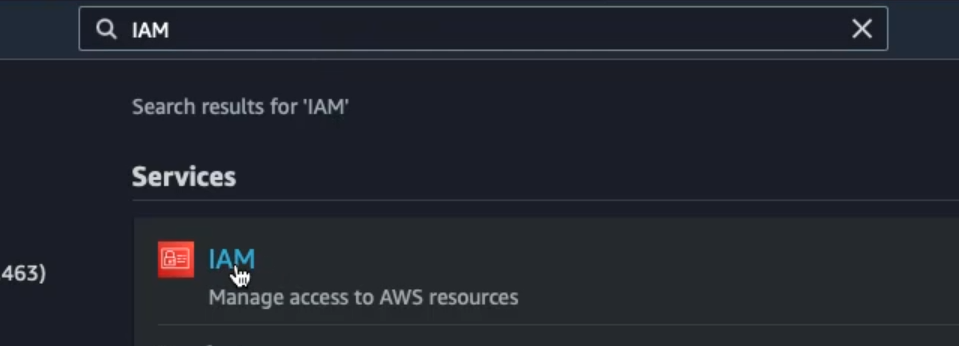 IAM
Search results for 'IAM'
Services
IAM
463)
Manage access to AWS resources